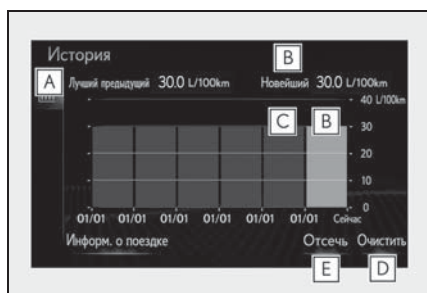 История
B
A Лучший предыдущий 30.0 L/100km Новейший 30.0 L/100km
40 L/100km
C B
30
20
10
0
01/01 01/01 01/01 01/01 01/01 01/01 Сейчас
Информ. о поездке Отсечь Очистить
E D